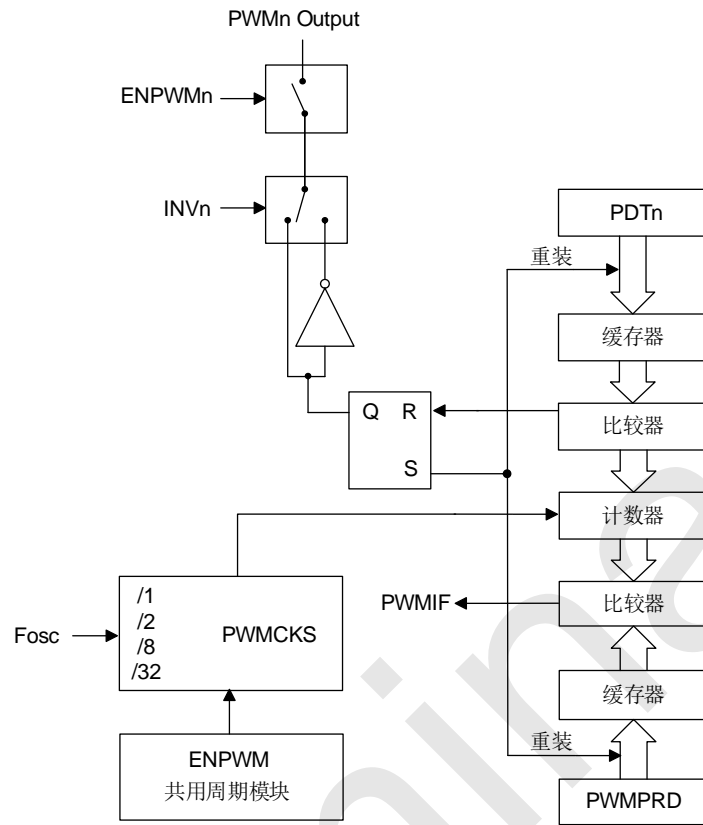 PWMn Output
ENPWMn
INVn
PDTn
重装
缓存器
Q R
S
比较器
计数器
/1
/2
/8
/32
PWMCKS
Fosc
PWMIF
比较器
缓存器
重装
ENPWM
共用周期模块
PWMPRD